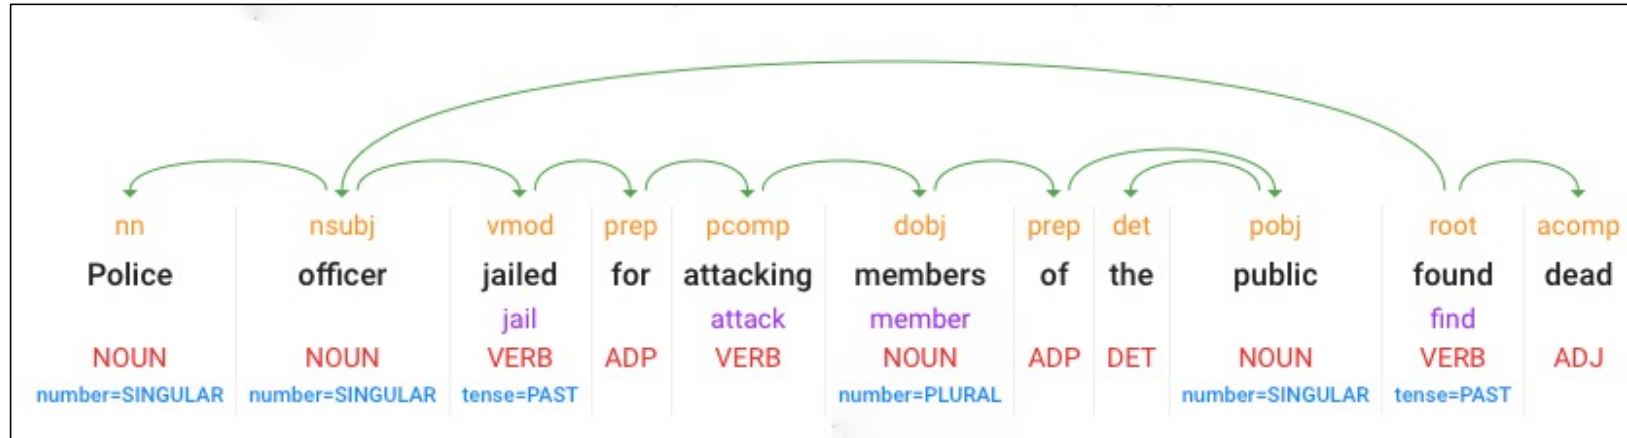 nn nsubj vmod prep pcomp dobj prep det pobj root acomp
Police officer jailed for attacking members of the public found dead
jail attack member find
NOUN NOUN VERB ADP VERB NOUN ADP DET NOUN VERB ADJ
number=SINGULAR number=SINGULAR tense=PAST number=PLURAL number=SINGULAR tense=PAST